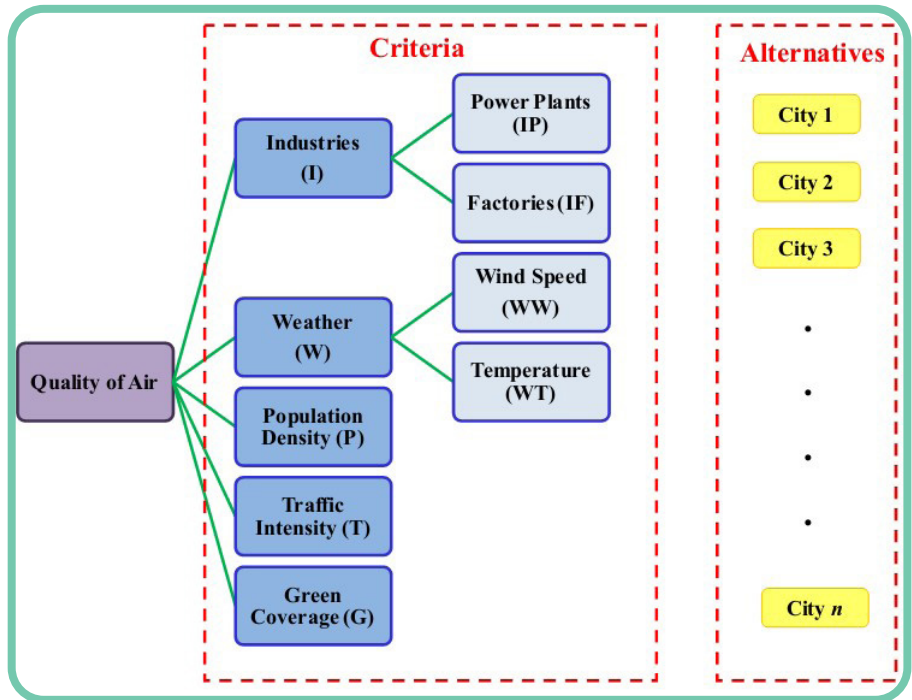 Criteria
Alternatives
Quality of Air
Industries
(I)
Power Plants
(IP)
Factories (IF)
Weather
(W)
Wind Speed
(WW)
Temperature
(WT)
Population
Density (P)
Traffic
Intensity (T)
Green
Coverage (G)
City 1
City 2
City 3
City n